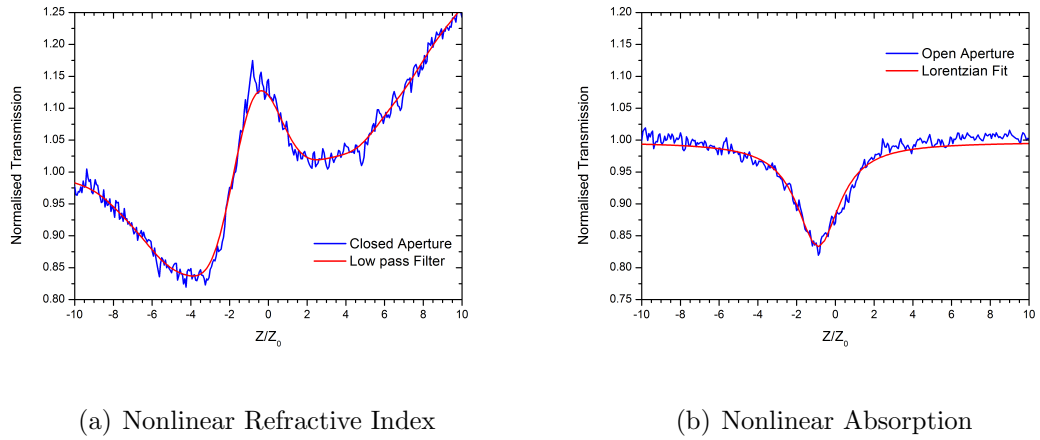 1.25
1.20
1.15
1.10
1.05
1.00
0.95
0.90
0.85
0.80
Normalised Transmission
Closed Aperture
Low pass Filter
-10 -8 -6 -4 -2 0 2 4 6 8 10
Z/Z0
(a) Nonlinear Refractive Index
1.20
1.15
1.10
1.05
1.00
0.95
0.90
0.85
0.80
0.75
Normalised Transmission
Open Aperture
Lorentzian Fit
-10 -8 -6 -4 -2 0 2 4 6 8 10
Z/Z0
(b) Nonlinear Absorption